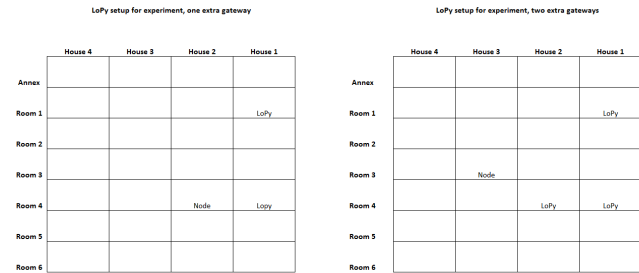 LoPy setup for experiment, one extra gateway
House 4 House 3 House 2 House 1
Annex
Room 1 LoPy
Room 2
Room 3
Room 4 Node Lopy
Room 5
Room 6
LoPy setup for experiment, two extra gateways
House 4 House 3 House 2 House 1
Annex
Room 1 LoPy
Room 2
Room 3 Node
Room 4 LoPy LoPy
Room 5
Room 6